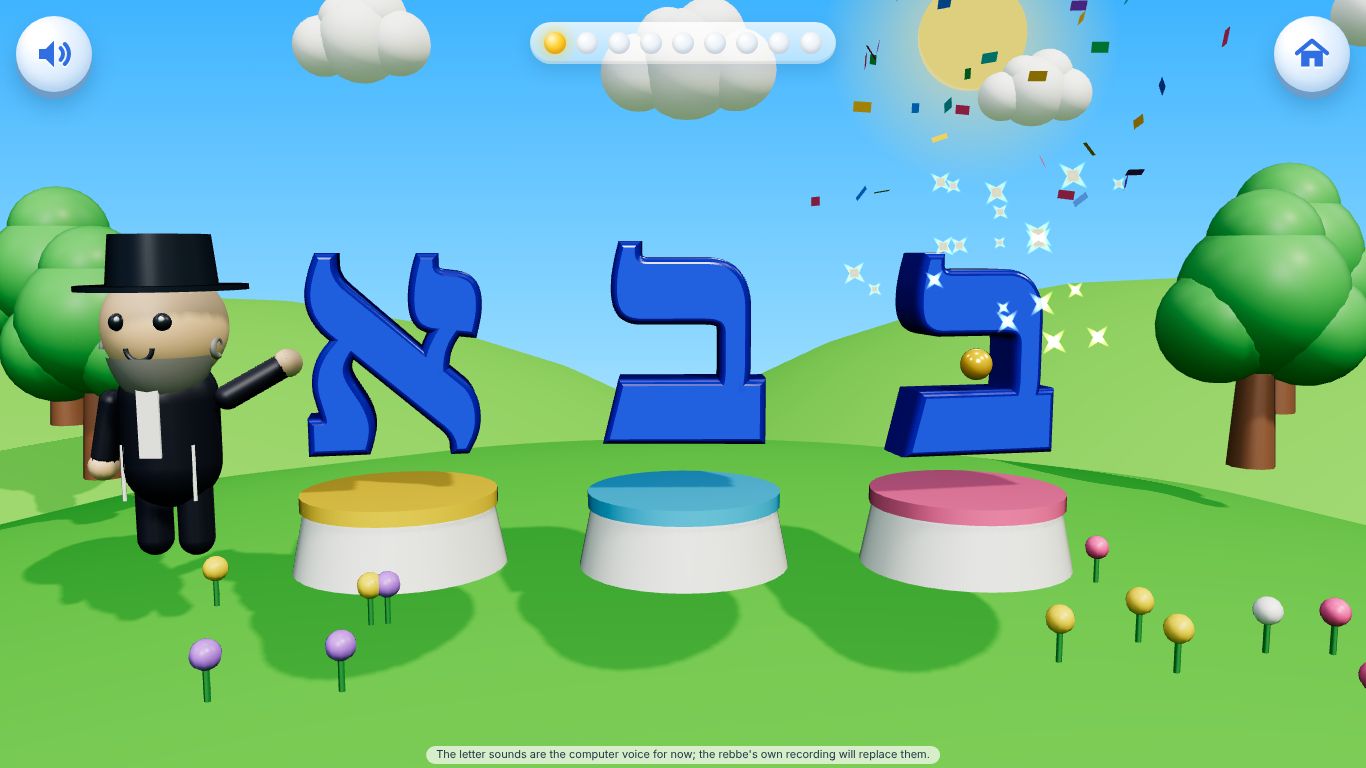 א ב בּ
The letter sounds are the computer voice for now; the rebbe's own recording will replace them.